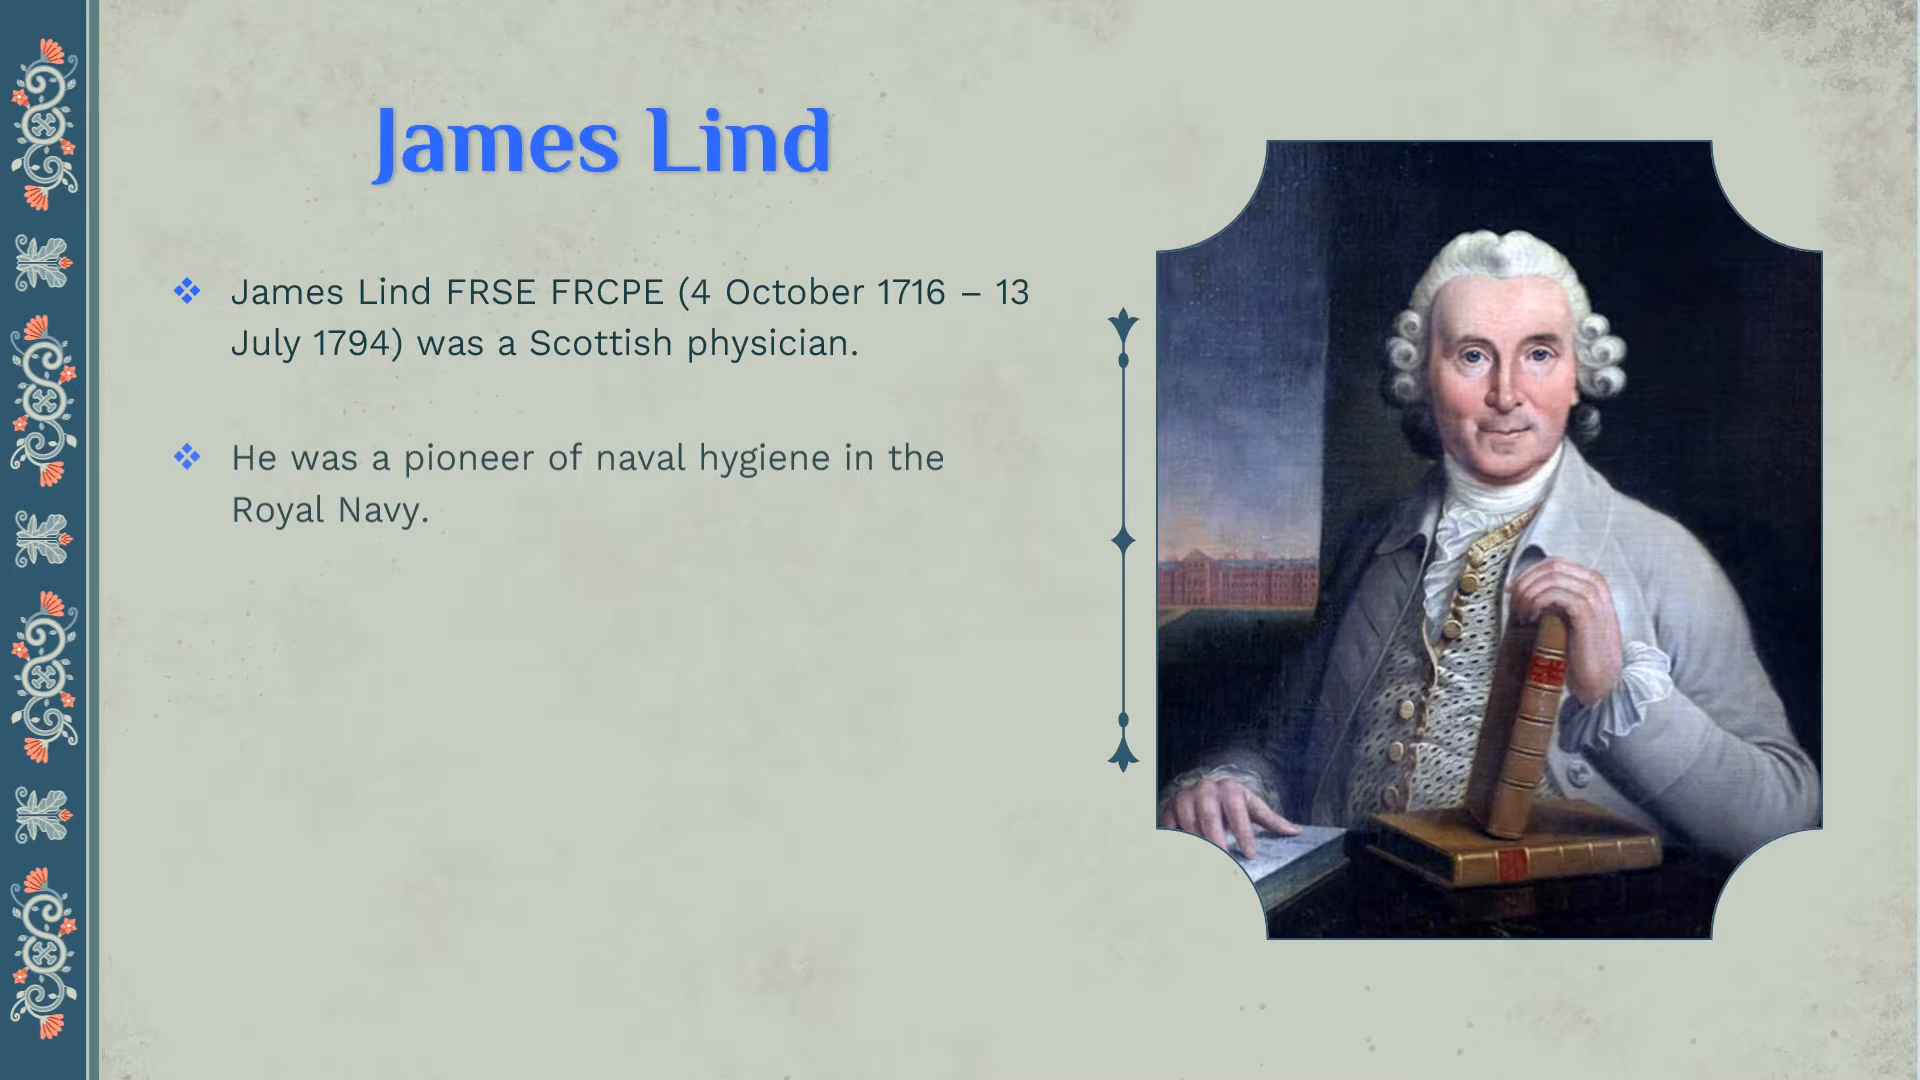 James Lind
James Lind FRSE FRCPE (4 October 1716 – 13
July 1794) was a Scottish physician.
He was a pioneer of naval hygiene in the
Royal Navy.